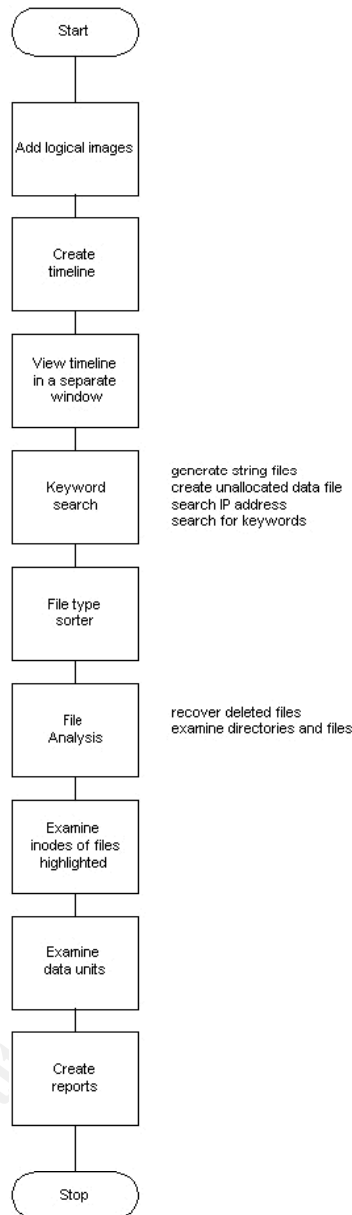 Start
Add logical images
Create
timeline
View timeline
in a separate
window
Keyword
search
generate string files
create unallocated data file
search IP address
search for keywords
File type
sorter
File
Analysis
recover deleted files
examine directories and files
Examine
inodes of files
highlighted
Examine
data units
Create
reports
Stop